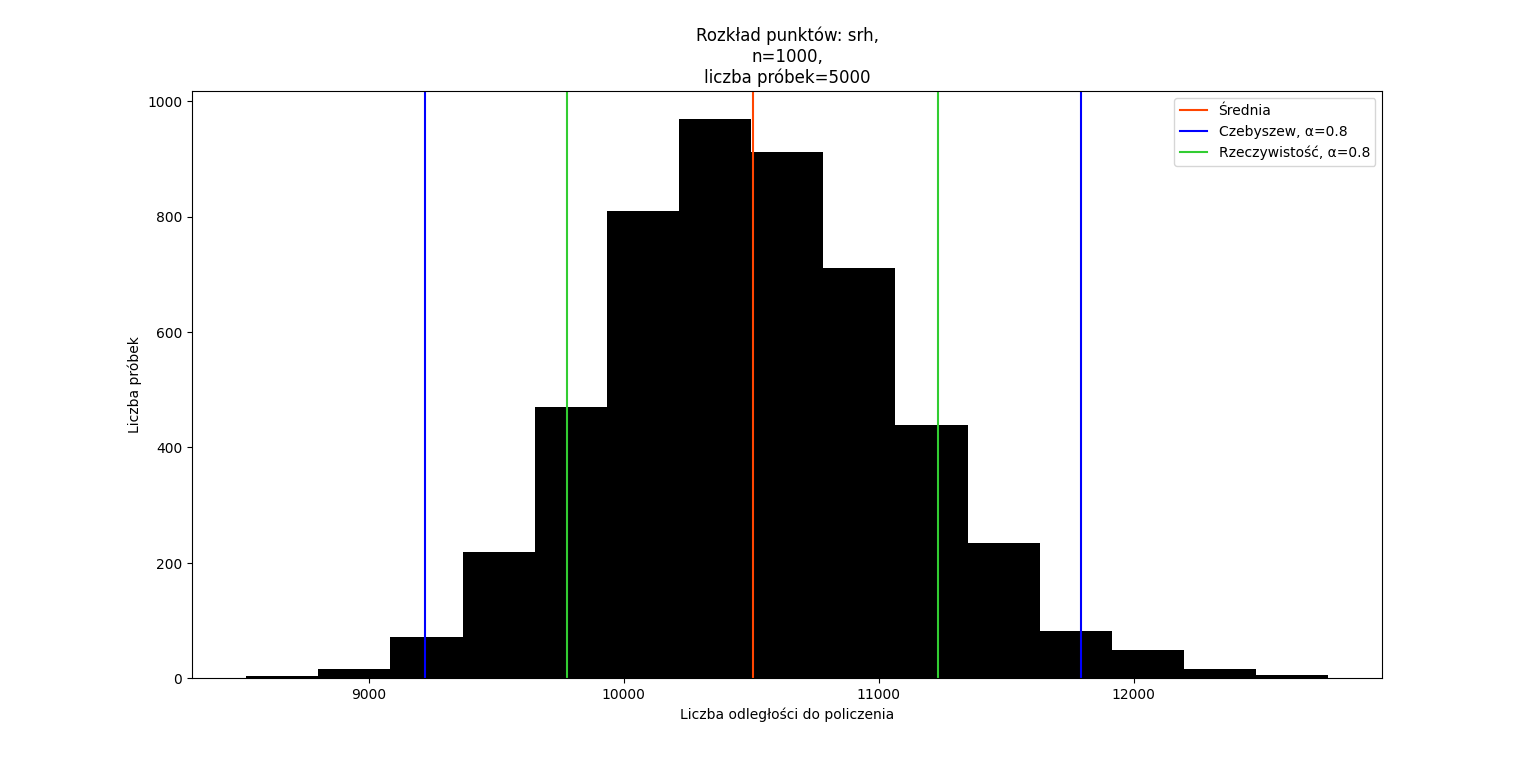 Rozkład punktów: srh,
n=1000,
liczba próbek=5000
Średnia
Czebyszew, α=0.8
Rzeczywistość, α=0.8
Liczba próbek
1000
800
600
400
200
0
9000
10000
11000
12000
Liczba odległości do policzenia